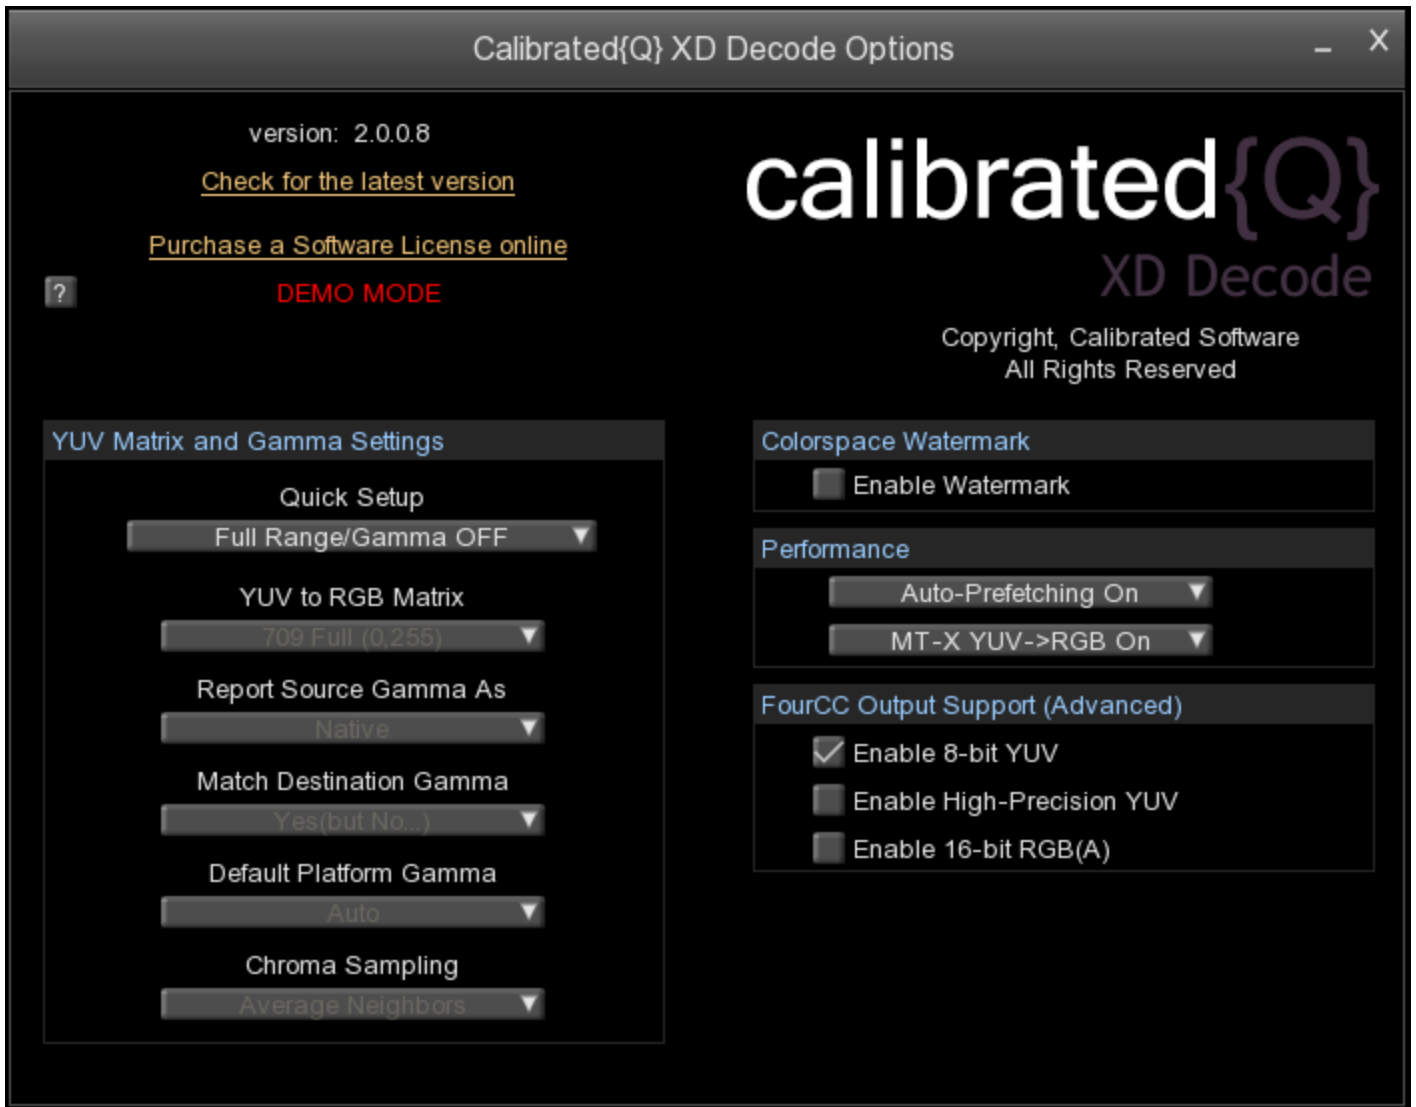 Calibrated{Q} XD Decode Options
version: 2.0.0.8
Check for the latest version
Purchase a Software License online
?
DEMO MODE
calibrated{Q}
XD Decode
Copyright, Calibrated Software
All Rights Reserved
YUV Matrix and Gamma Settings
Quick Setup
Full Range/Gamma OFF
YUV to RGB Matrix
709 Full (0,255)
Report Source Gamma As
Native
Match Destination Gamma
Yes(but No...)
Default Platform Gamma
Auto
Chroma Sampling
Average Neighbors
Colorspace Watermark
Enable Watermark
Performance
Auto-Prefetching On
MT-X YUV->RGB On
FourCC Output Support (Advanced)
Enable 8-bit YUV
Enable High-Precision YUV
Enable 16-bit RGB(A)